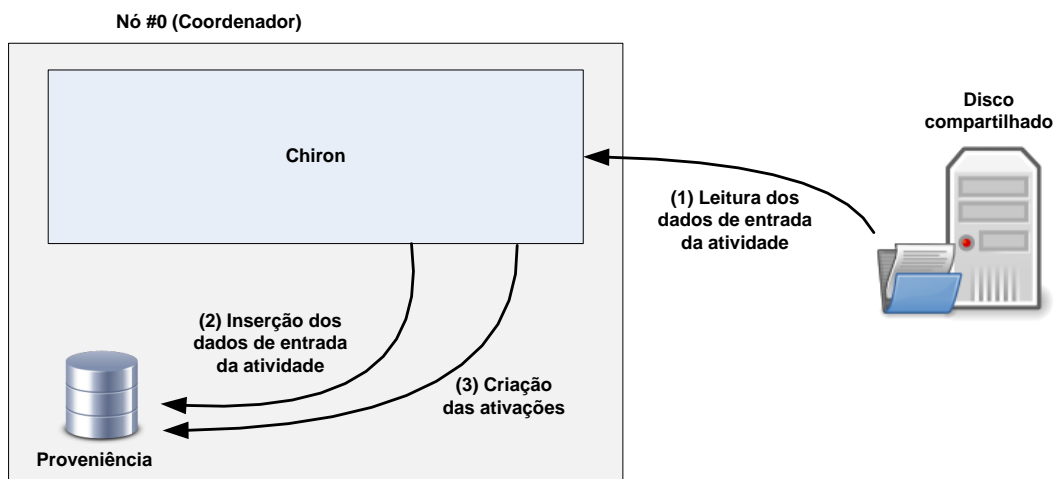 Nó #0 (Coordenador)
Chiron
Disco
compartilhado
(1) Leitura dos
dados de entrada
da atividade
(2) Inserção dos
dados de entrada
da atividade
(3) Criação
das ativações
Proveniência